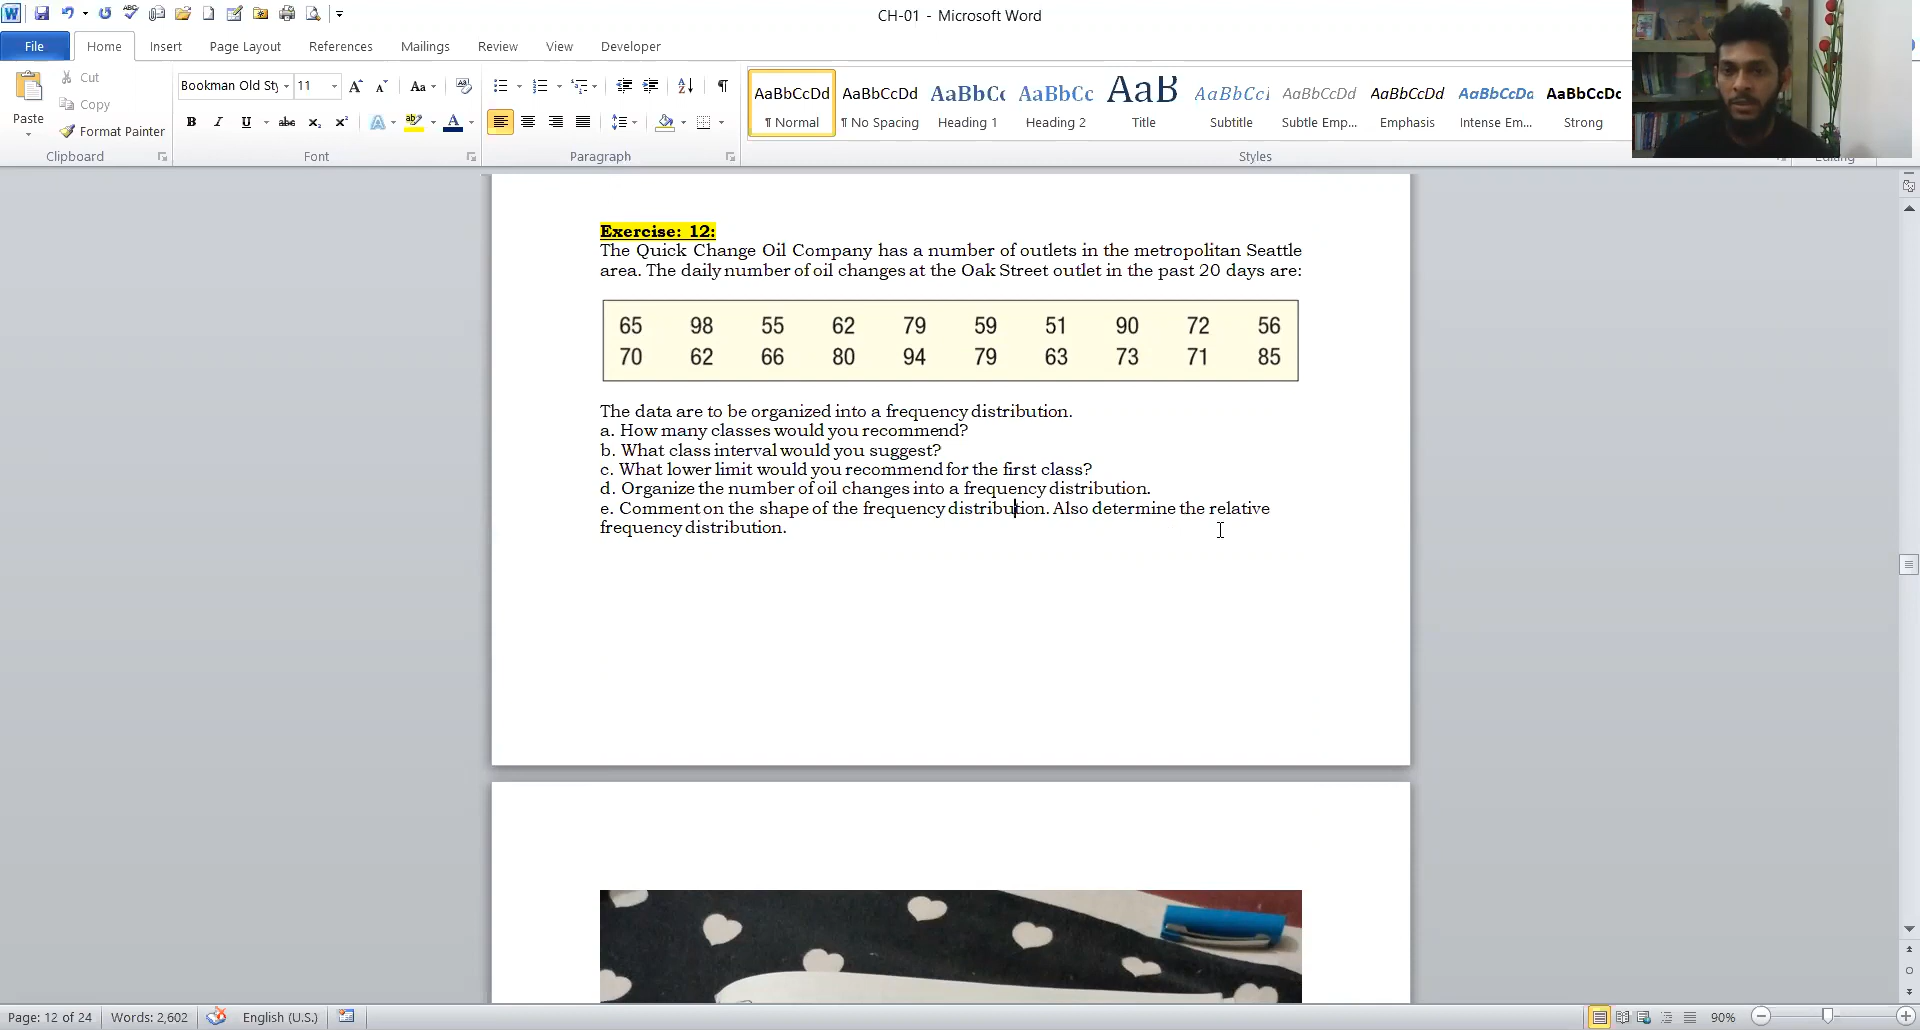 CH-01 - Microsoft Word
File Home Insert Page Layout References Mailings Review View Developer
Cut
Copy
Format Painter
Paste
Bookman Old Sty 11
AaBbCcDd AaBbCcDd AaBbCc AaBbCc AaB AaBbCcI AaBbCcDd AaBbCcDd AaBbCcDd AaBbCcDd
¶ Normal ¶ No Spacing Heading 1 Heading 2 Title Subtitle Subtle Emp... Emphasis Intense Em... Strong
Clipboard Font Paragraph Styles Editing
Exercise: 12:
The Quick Change Oil Company has a number of outlets in the metropolitan Seattle
area. The daily number of oil changes at the Oak Street outlet in the past 20 days are:
65 98 55 62 79 59 51 90 72 56
70 62 66 80 94 79 63 73 71 85
The data are to be organized into a frequency distribution.
a. How many classes would you recommend?
b. What class interval would you suggest?
c. What lower limit would you recommend for the first class?
d. Organize the number of oil changes into a frequency distribution.
e. Comment on the shape of the frequency distribution. Also determine the relative
frequency distribution.
Page: 12 of 24 Words: 2,602 English (U.S.) 90%